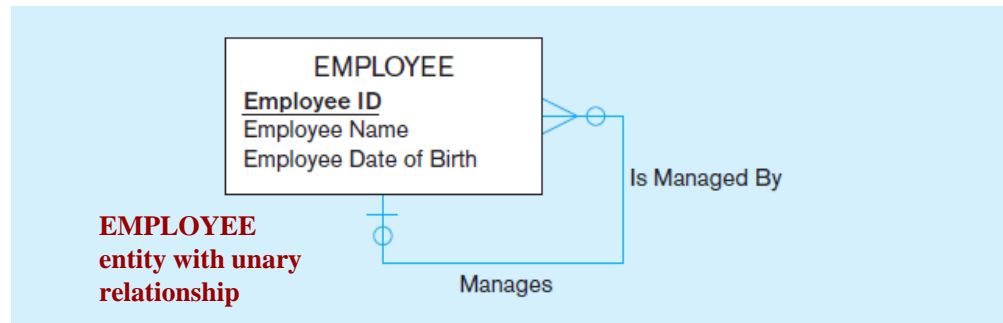 EMPLOYEE
Employee ID
Employee Name
Employee Date of Birth
Is Managed By
EMPLOYEE
entity with unary
relationship
Manages